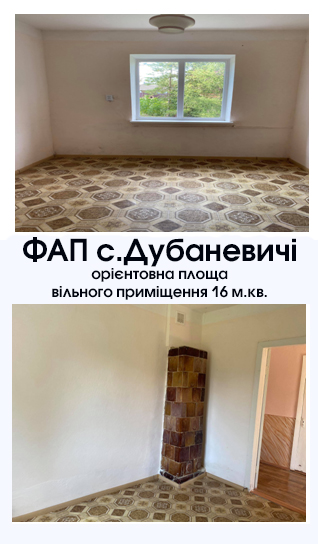 ФАП с.Дубаневичі
орієнтовна площа
вільного приміщення 16 м.кв.